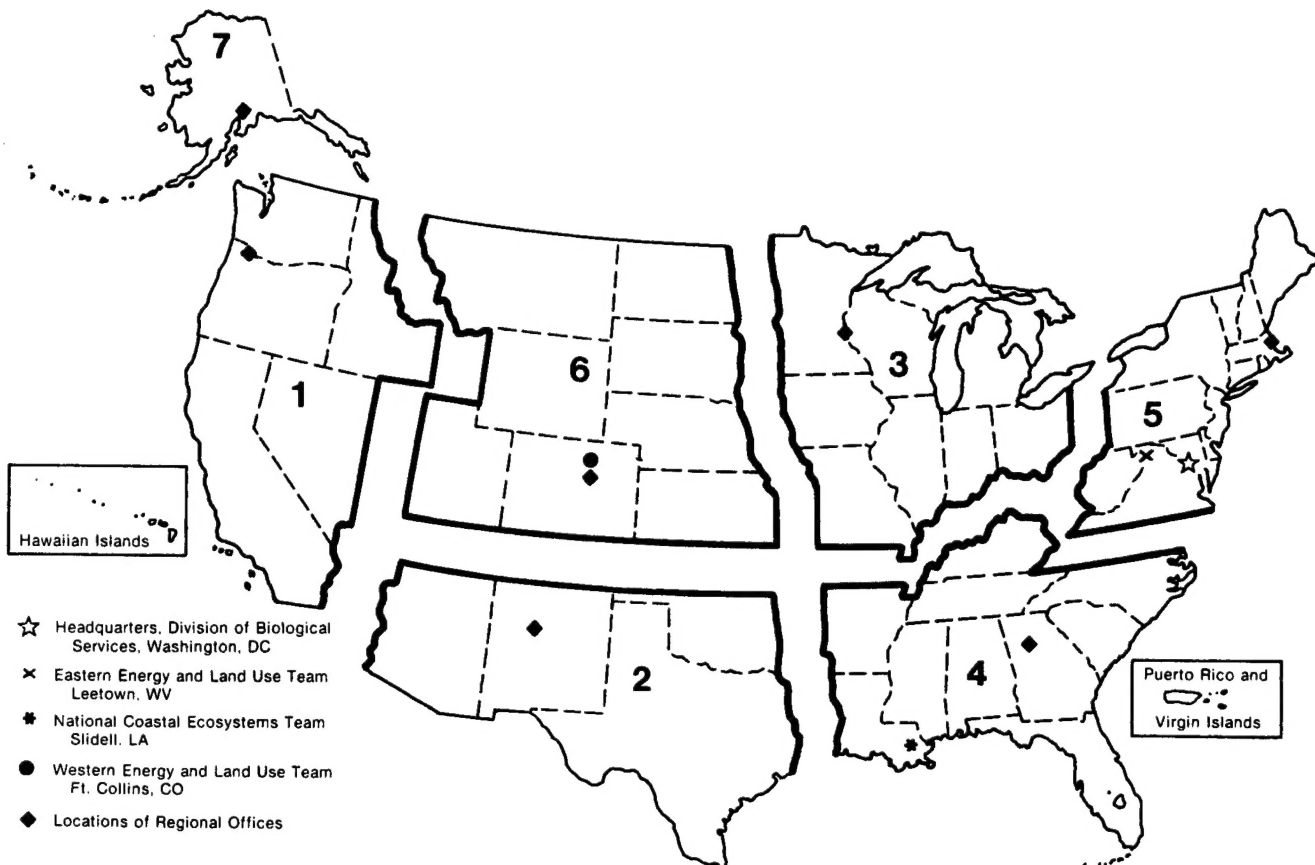 7
6
3
1
5
Hawaiian Islands
☆ Headquarters, Division of Biological
Services, Washington, DC
× Eastern Energy and Land Use Team
Leetown, WV
* National Coastal Ecosystems Team
Slidell, LA
● Western Energy and Land Use Team
Ft. Collins, CO
◆ Locations of Regional Offices
2
4
Puerto Rico and
Virgin Islands